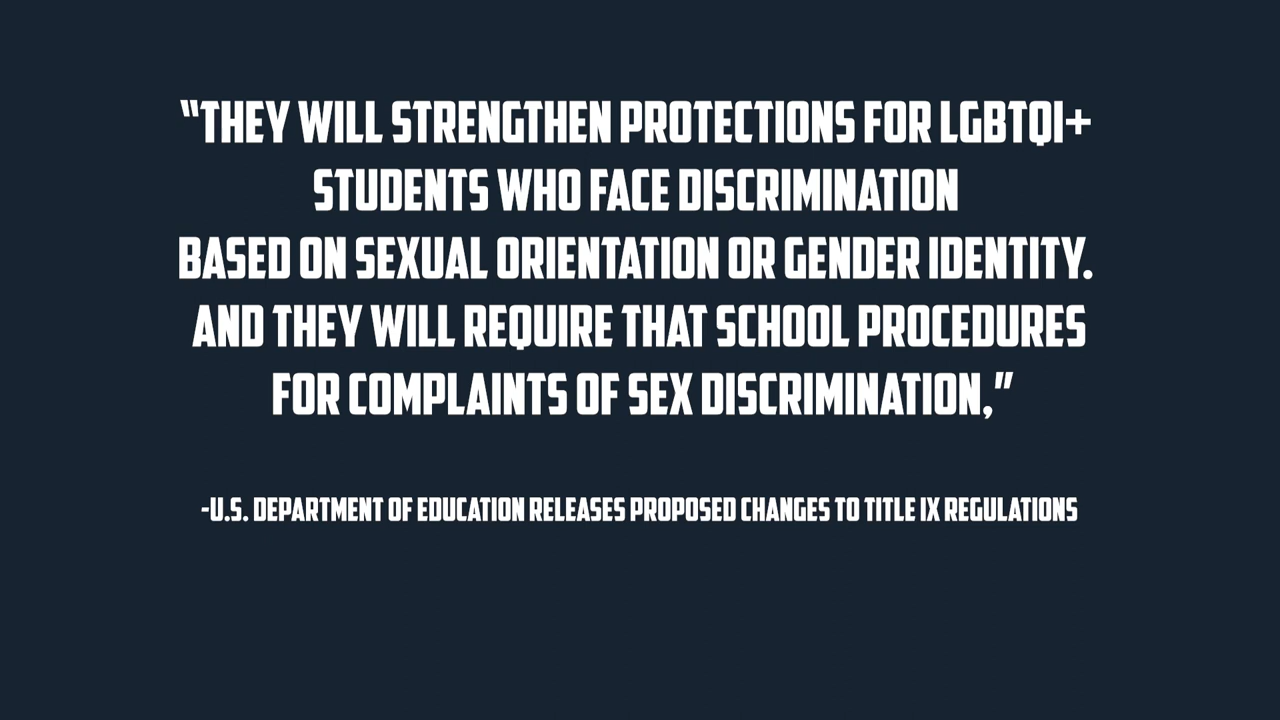 “THEY WILL STRENGTHEN PROTECTIONS FOR LGBTQI+
STUDENTS WHO FACE DISCRIMINATION
BASED ON SEXUAL ORIENTATION OR GENDER IDENTITY.
AND THEY WILL REQUIRE THAT SCHOOL PROCEDURES
FOR COMPLAINTS OF SEX DISCRIMINATION,”
-U.S. DEPARTMENT OF EDUCATION RELEASES PROPOSED CHANGES TO TITLE IX REGULATIONS